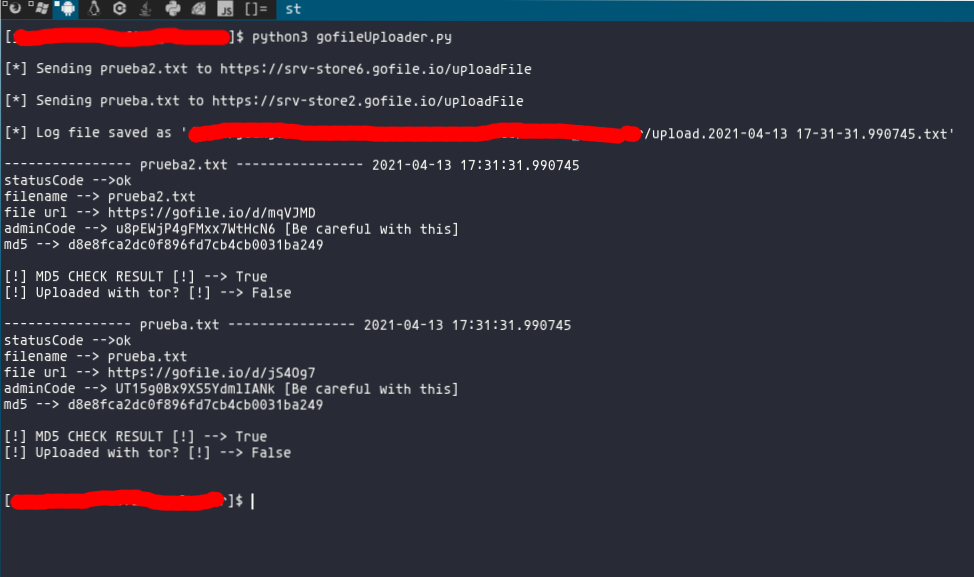 JS []= st
[ ]$ python3 gofileUploader.py
[*] Sending prueba2.txt to https://srv-store6.gofile.io/uploadFile
[*] Sending prueba.txt to https://srv-store2.gofile.io/uploadFile
[*] Log file saved as ' /upload.2021-04-13 17-31-31.990745.txt'
---------------- prueba2.txt ---------------- 2021-04-13 17:31:31.990745
statusCode -->ok
filename --> prueba2.txt
file url --> https://gofile.io/d/mqVJMD
adminCode --> u8pEWjP4gFMxx7WtHcN6 [Be careful with this]
md5 --> d8e8fca2dc0f896fd7cb4cb0031ba249
[!] MD5 CHECK RESULT [!] --> True
[!] Uploaded with tor? [!] --> False
---------------- prueba.txt ---------------- 2021-04-13 17:31:31.990745
statusCode -->ok
filename --> prueba.txt
file url --> https://gofile.io/d/jS4Og7
adminCode --> UT15g0Bx9XS5YdmlIANk [Be careful with this]
md5 --> d8e8fca2dc0f896fd7cb4cb0031ba249
[!] MD5 CHECK RESULT [!] --> True
[!] Uploaded with tor? [!] --> False
[ ]$